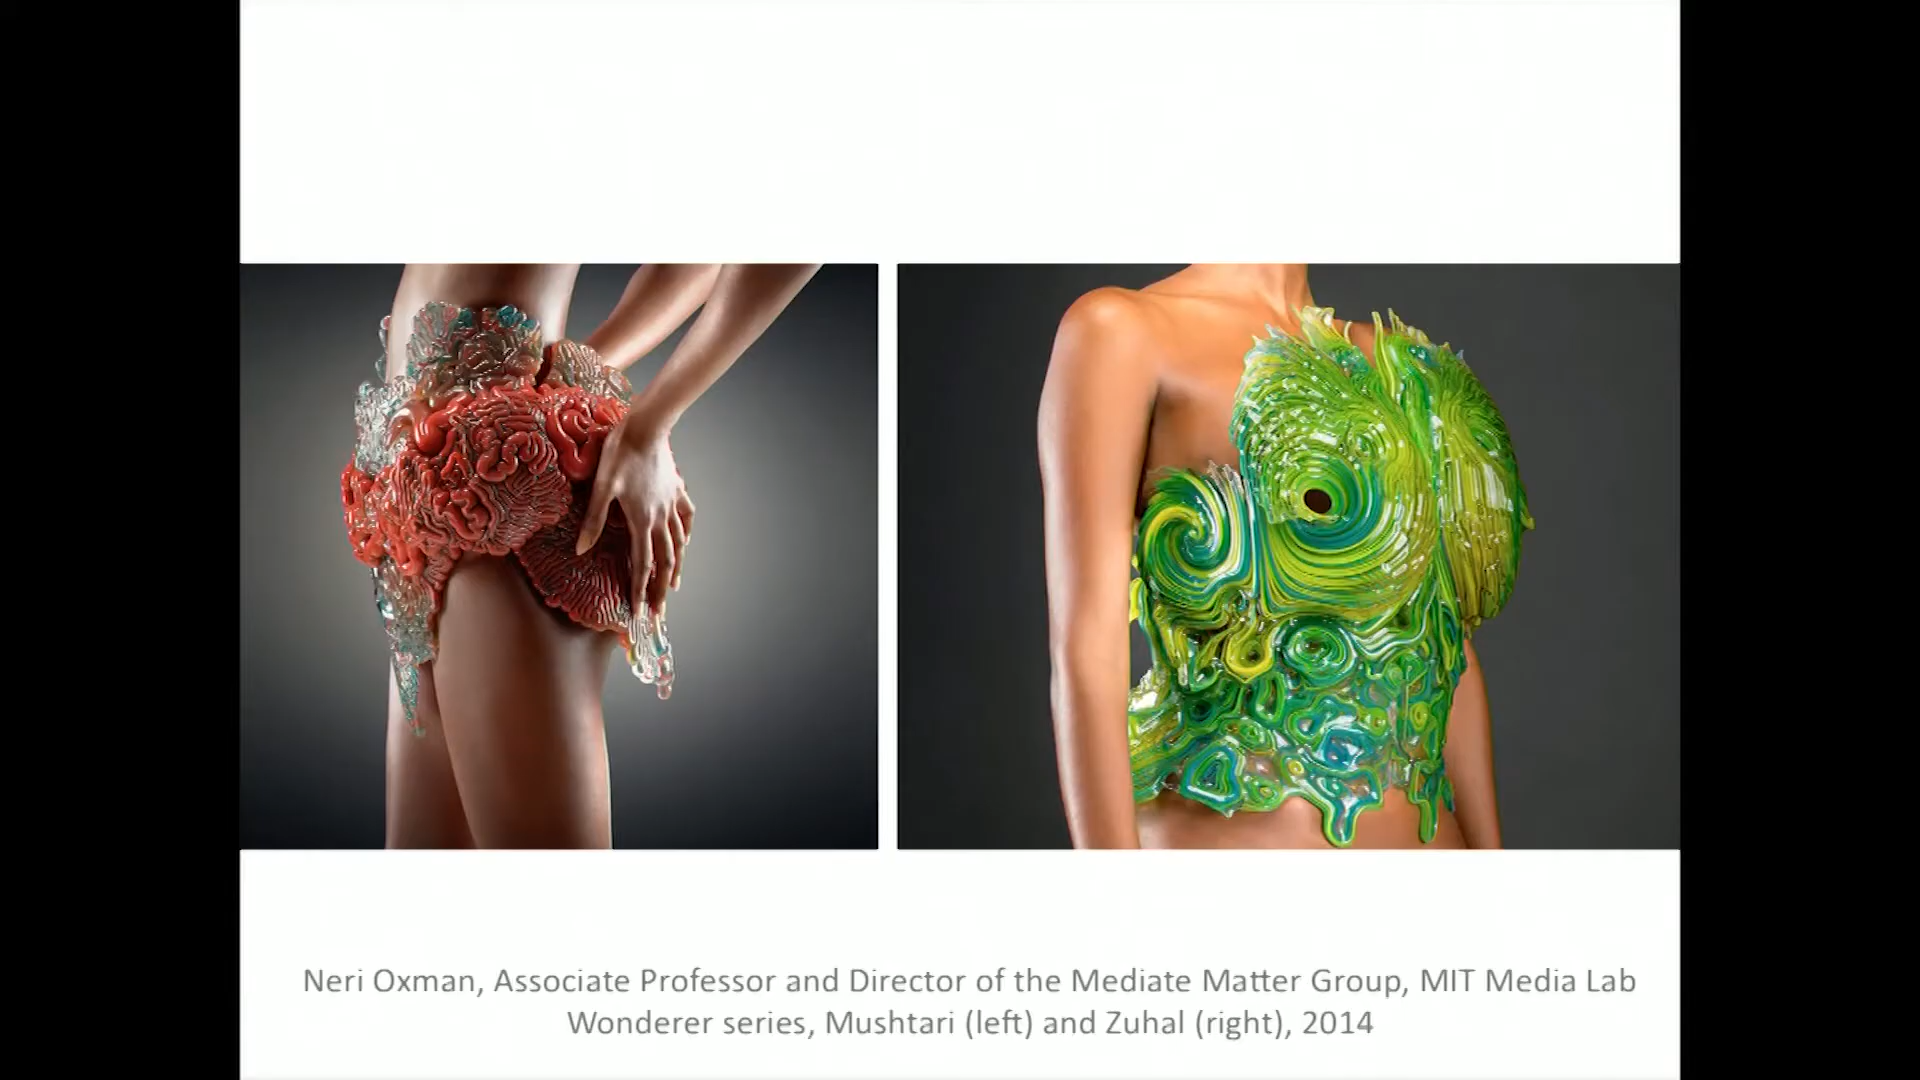 Neri Oxman, Associate Professor and Director of the Mediate Matter Group, MIT Media Lab
Wonderer series, Mushtari (left) and Zuhal (right), 2014